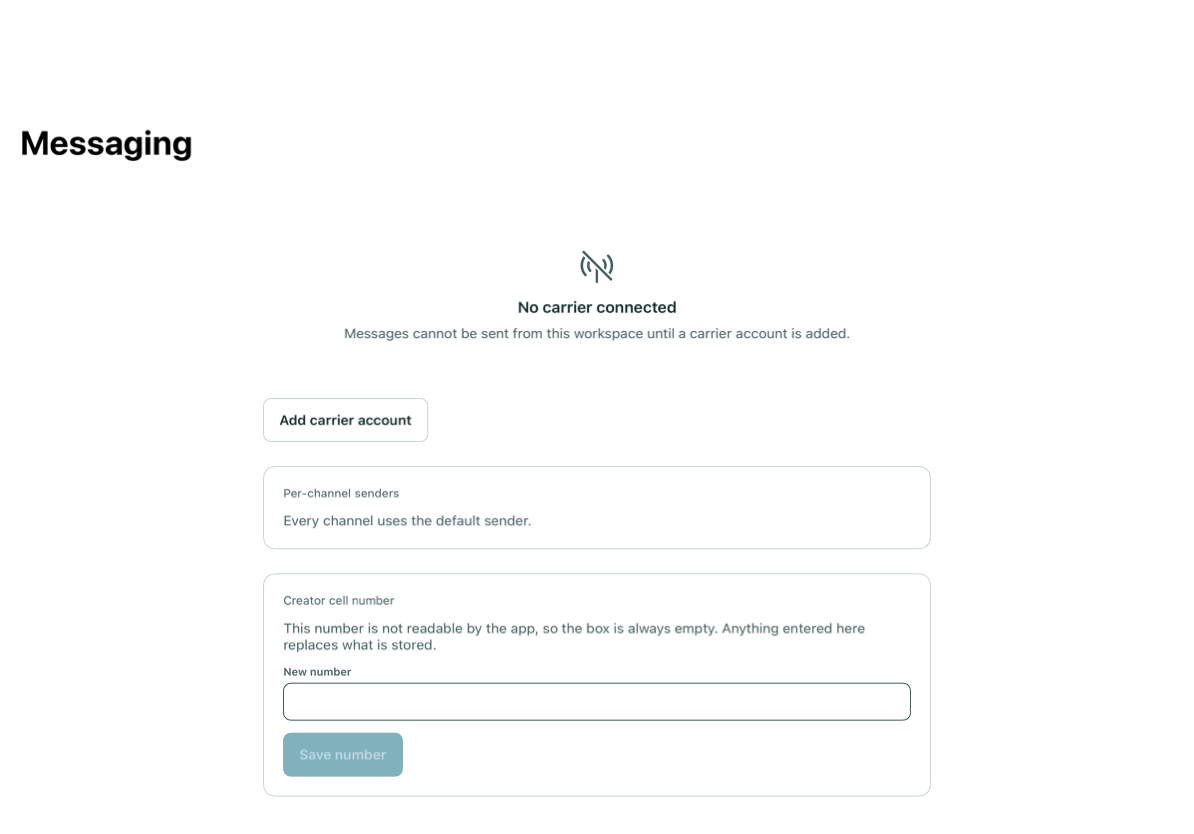 Messaging
No carrier connected
Messages cannot be sent from this workspace until a carrier account is added.
Add carrier account
Per-channel senders
Every channel uses the default sender.
Creator cell number
This number is not readable by the app, so the box is always empty. Anything entered here
replaces what is stored.
New number
Save number